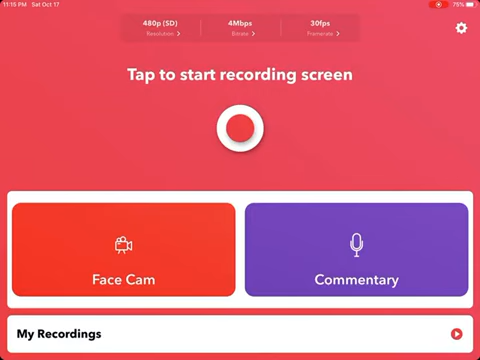 11:15 PM Sat Oct 17
75%
480p (SD) 4Mbps 30fps
Resolution > Bitrate > Framerate >
Tap to start recording screen
Face Cam Commentary
My Recordings